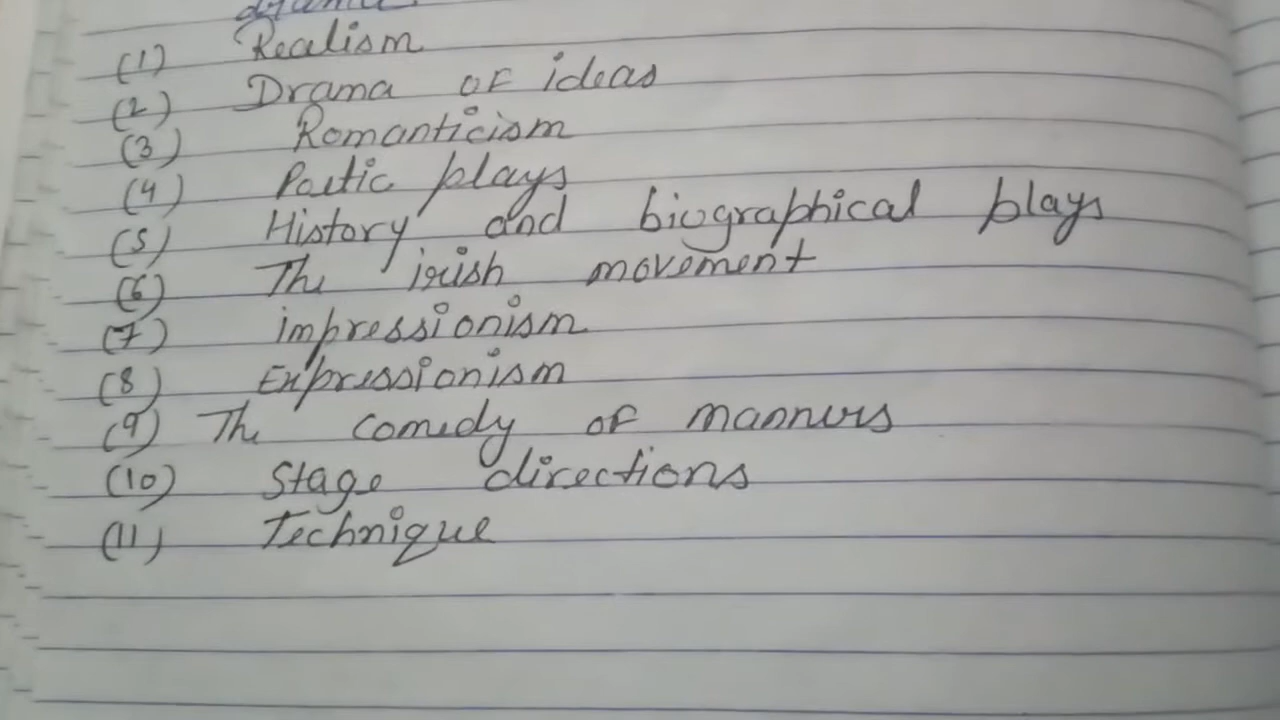 drama
(1) Realism
(2) Drama of ideas
(3) Romanticism
(4) Poetic plays
(5) History and biographical plays
(6) The irish movement
(7) impressionism
(8) Expressionism
(9) The comedy of manners
(10) Stage directions
(11) Technique